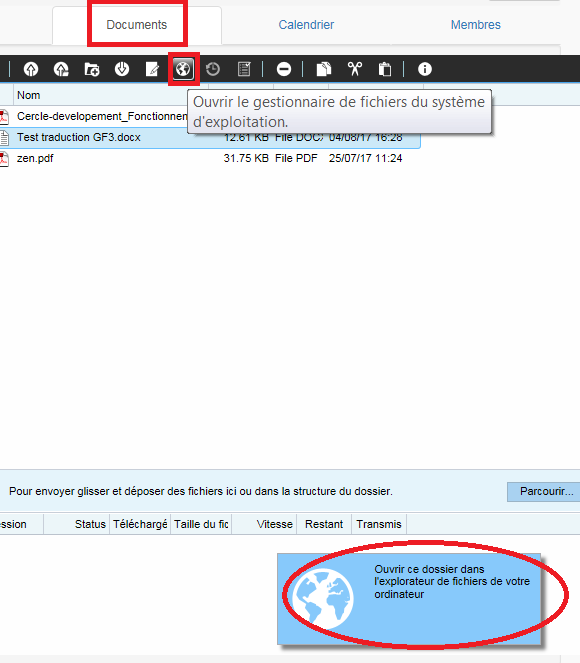 Documents Calendrier Membres
Nom
Cercle-developement_Fonctionnen
Ouvrir le gestionnaire de fichiers du système
d'exploitation.
Test traduction GF3.docx 12.61 KB File DOCX 04/08/17 16:28
zen.pdf 31.75 KB File PDF 25/07/17 11:24
Pour envoyer glisser et déposer des fichiers ici ou dans la structure du dossier. Parcourir...
ession Status Téléchargé Taille du fic Vitesse Restant Transmis
Ouvrir ce dossier dans
l'explorateur de fichiers de votre
ordinateur